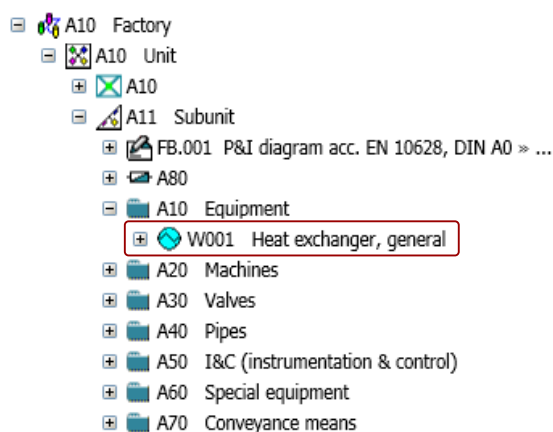 A10 Factory
A10 Unit
A10
A11 Subunit
FB.001 P&I diagram acc. EN 10628, DIN A0 » ...
A80
A10 Equipment
W001 Heat exchanger, general
A20 Machines
A30 Valves
A40 Pipes
A50 I&C (instrumentation & control)
A60 Special equipment
A70 Conveyance means